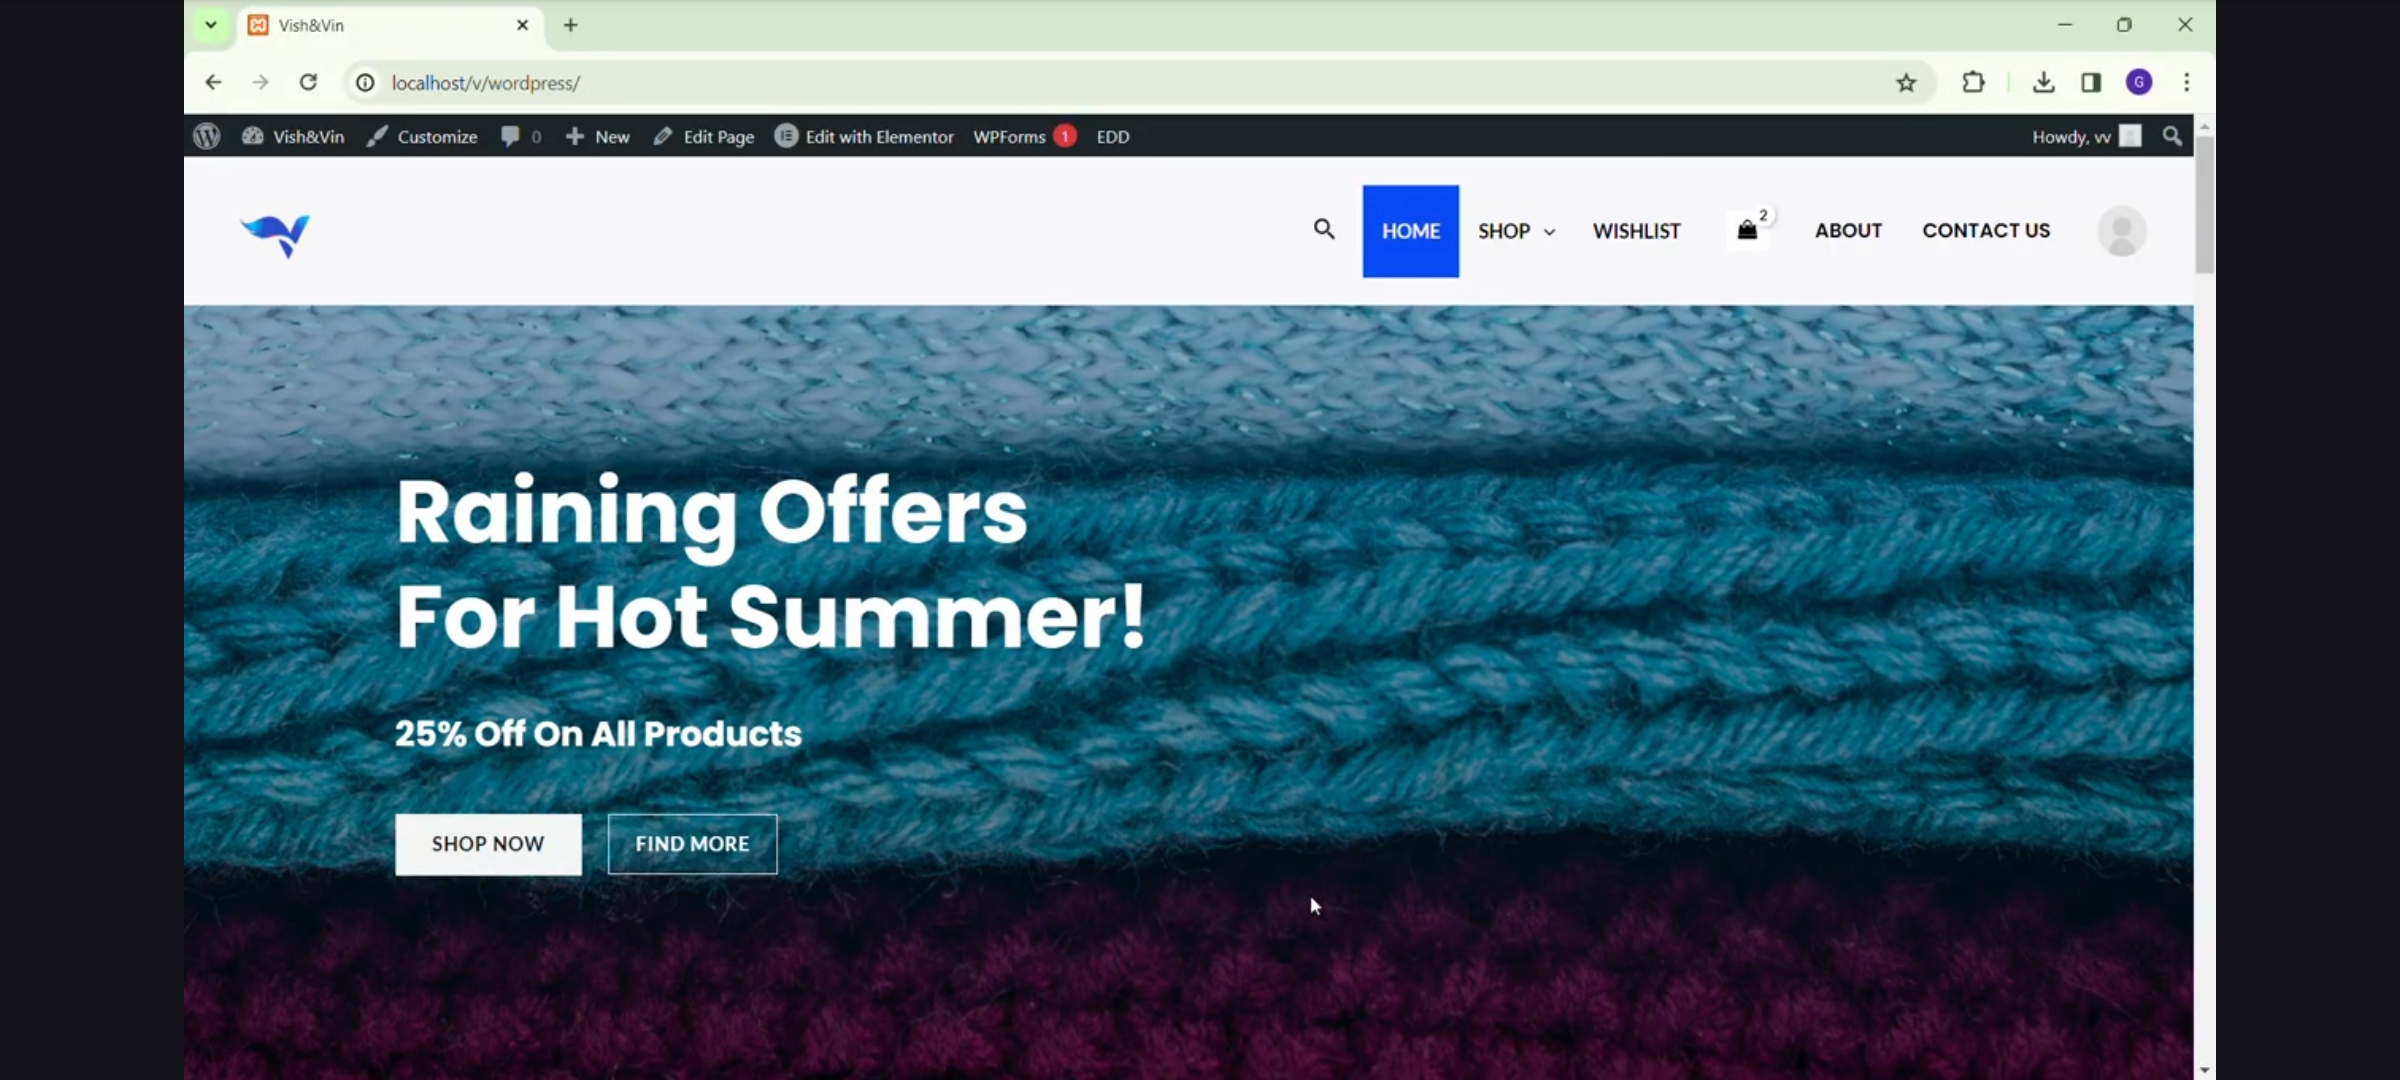 Vish&Vin
localhost/v/wordpress/
Vish&Vin Customize 0 New Edit Page Edit with Elementor WPForms 1 EDD Howdy, vv
HOME SHOP WISHLIST 2 ABOUT CONTACT US
Raining Offers
For Hot Summer!
25% Off On All Products
SHOP NOW FIND MORE
G